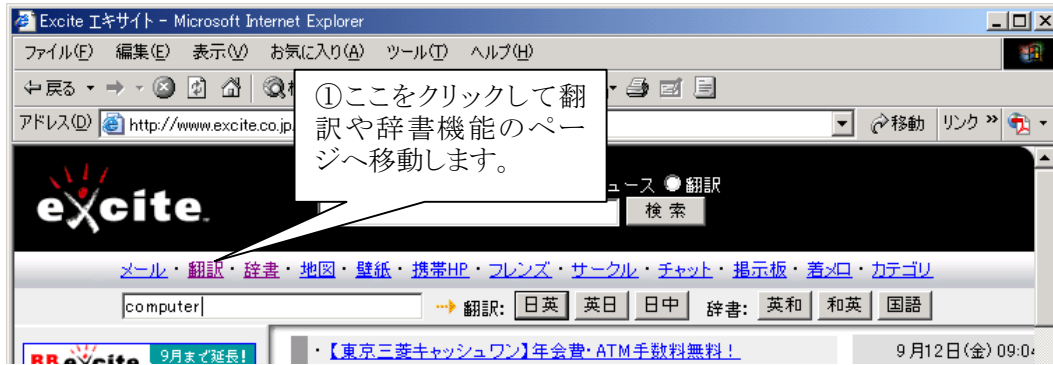 Excite エキサイト - Microsoft Internet Explorer
ファイル(F) 編集(E) 表示(V) お気に入り(A) ツール(T) ヘルプ(H)
戻る
アドレス(D) http://www.excite.co.jp 移動 リンク »
①ここをクリックして翻
訳や辞書機能のペー
ジへ移動します。
ュース 翻訳
excite.
検索
メール・翻訳・辞書・地図・壁紙・携帯HP・フレンズ・サークル・チャット・掲示板・着メロ・カテゴリ
computer 翻訳: 日英 英日 日中 辞書: 英和 和英 国語
BB excite 9月まで延長!
・【東京三菱キャッシュワン】年会費・ATM手数料無料!
9月12日(金) 09:04